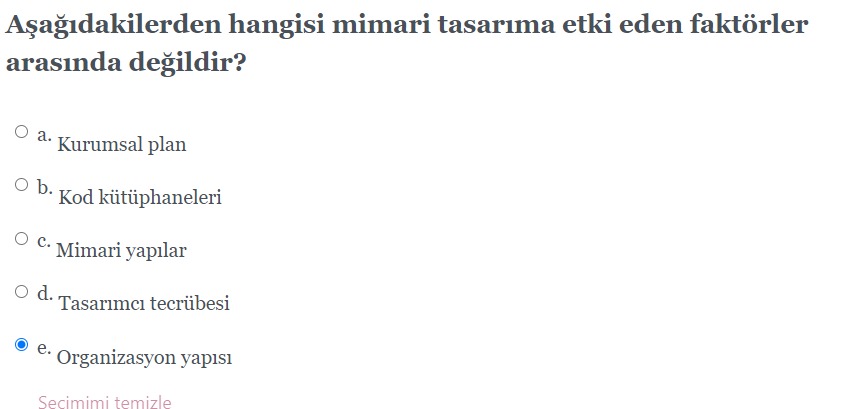 Aşağıdakilerden hangisi mimari tasarıma etki eden faktörler
arasında değildir?
a. Kurumsal plan
b. Kod kütüphaneleri
c. Mimari yapılar
d. Tasarımcı tecrübesi
e. Organizasyon yapısı
Seçimimi temizle